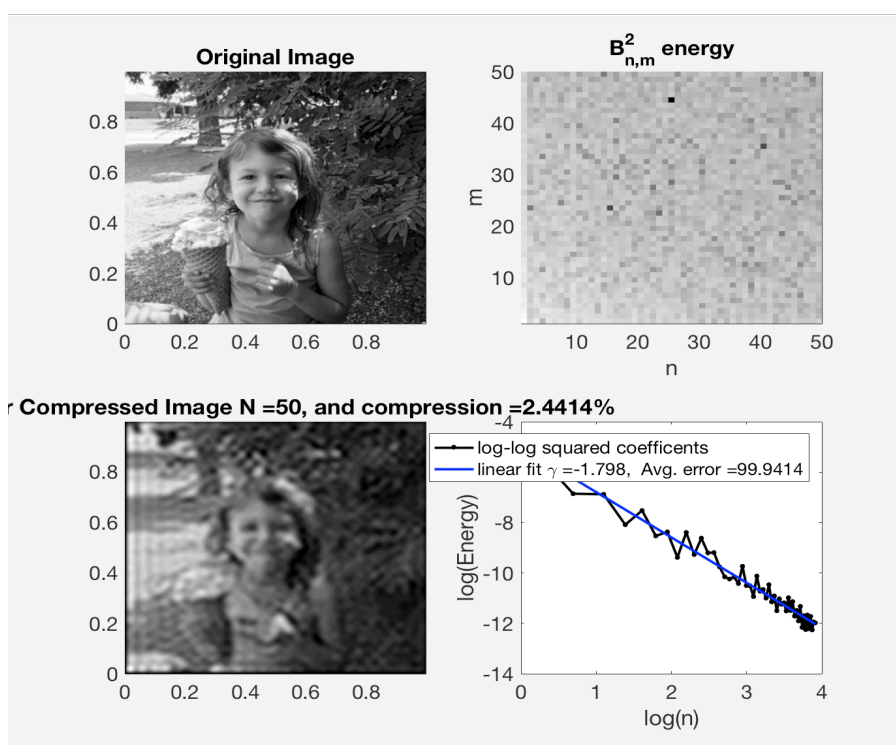 Original Image
0.8
0.6
0.4
0.2
0
0 0.2 0.4 0.6 0.8
B²n,m energy
50
40
30
20
10
m
10 20 30 40 50
n
r Compressed Image N =50, and compression =2.4414%
0.8
0.6
0.4
0.2
0
0 0.2 0.4 0.6 0.8
-4
log-log squared coefficents
linear fit γ =-1.798, Avg. error =99.9414
-8
-10
-12
-14
log(Energy)
0 1 2 3 4
log(n)